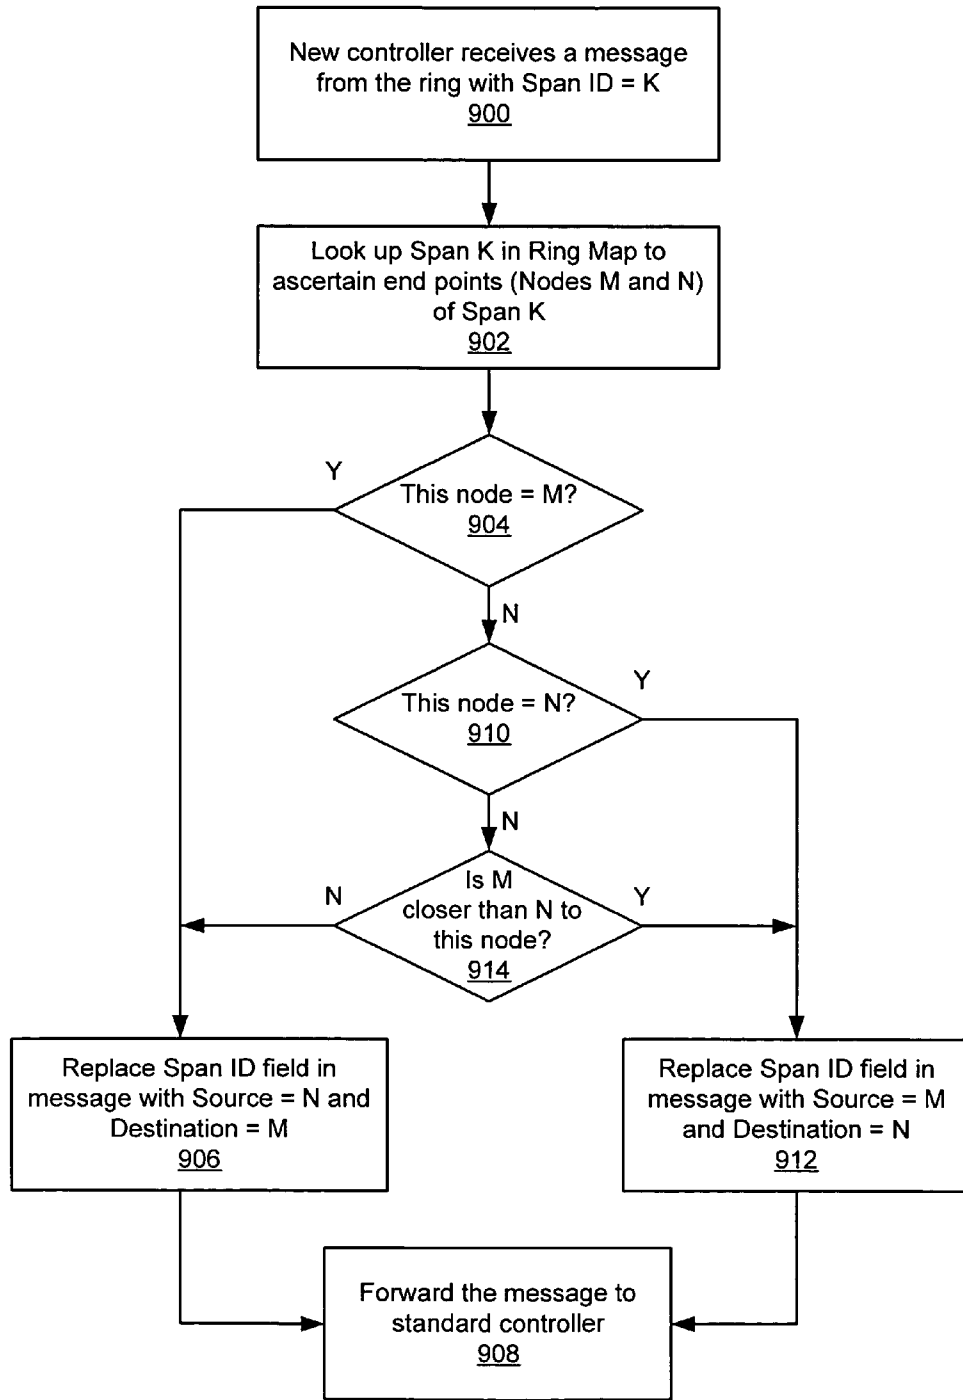 New controller receives a message
from the ring with Span ID = K
900
Look up Span K in Ring Map to
ascertain end points (Nodes M and N)
of Span K
902
Y
This node = M?
904
N
This node = N?
910
Y
N
Is M
closer than N to
this node?
914
N
Y
Replace Span ID field in
message with Source = N and
Destination = M
906
Replace Span ID field in
message with Source = M
and Destination = N
912
Forward the message to
standard controller
908